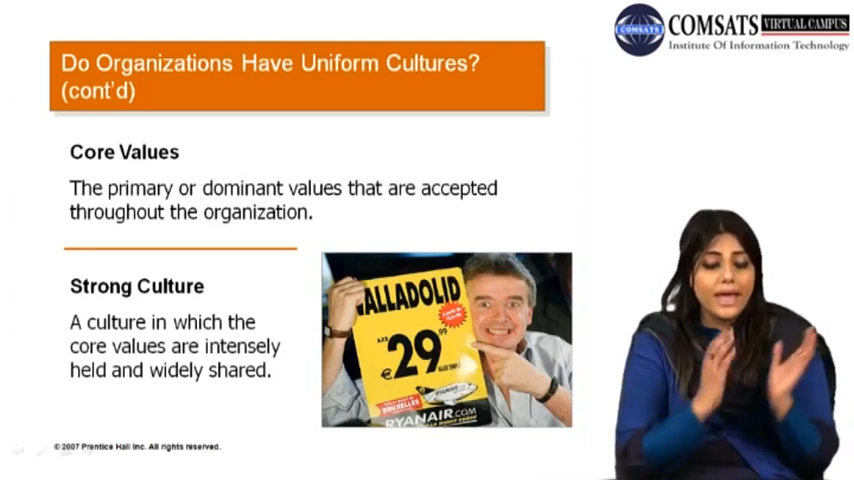 COMSATS
COMSATS VIRTUAL CAMPUS
Institute Of Information Technology
Do Organizations Have Uniform Cultures?
(cont'd)
Core Values
The primary or dominant values that are accepted
throughout the organization.
Strong Culture
A culture in which the
core values are intensely
held and widely shared.
VALLADOLID
29
€
BRUXELLES
RYANAIR.COM
© 2007 Prentice Hall Inc. All rights reserved.